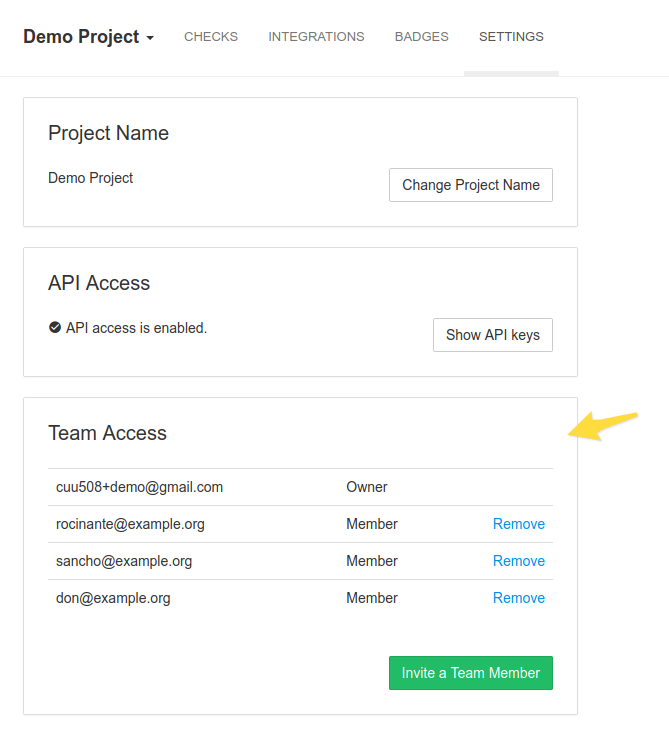 Demo Project CHECKS INTEGRATIONS BADGES SETTINGS
Project Name
Demo Project Change Project Name
API Access
API access is enabled. Show API keys
Team Access
cuu508+demo@gmail.com Owner
rocinante@example.org Member Remove
sancho@example.org Member Remove
don@example.org Member Remove
Invite a Team Member